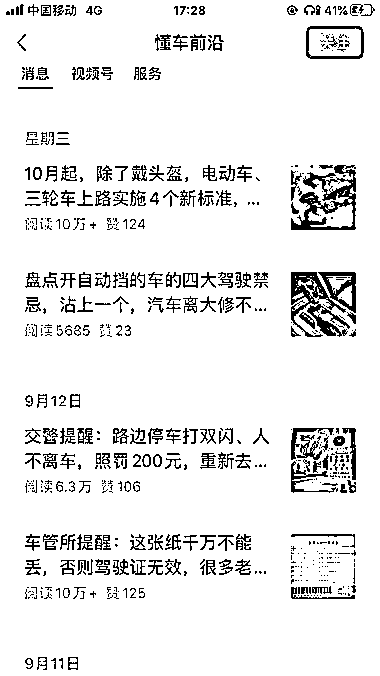 中国移动 4G 17:28 41%
懂车前沿
消息 视频号 服务
星期三
10月起，除了戴头盔，电动车、
三轮车上路实施4个新标准，...
阅读10万+ 赞124
盘点开自动挡的车的四大驾驶禁
忌，沾上一个，汽车离大修不...
阅读5685 赞23
9月12日
交警提醒：路边停车打双闪、人
不离车，照罚200元，重新去...
阅读6.3万 赞106
车管所提醒：这张纸千万不能
丢，否则驾驶证无效，很多老...
阅读10万+ 赞125
9月11日